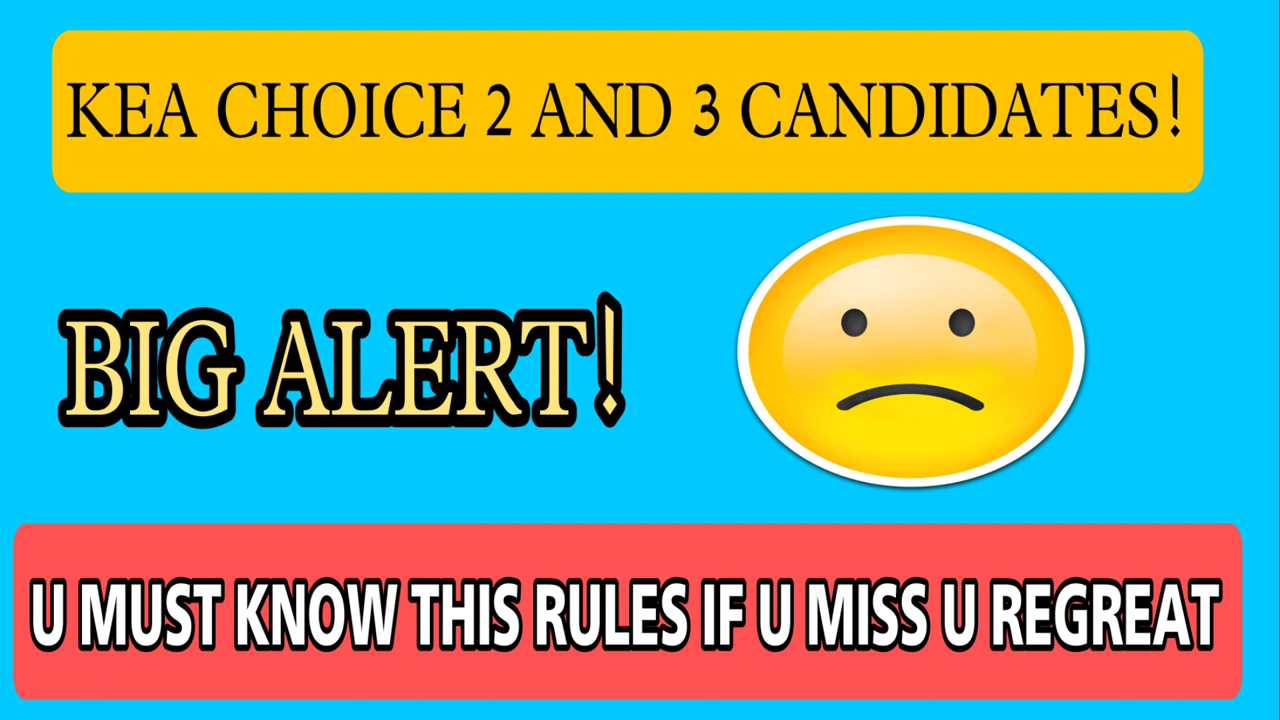 KEA CHOICE 2 AND 3 CANDIDATES!
BIG ALERT!
U MUST KNOW THIS RULES IF U MISS U REGREAT